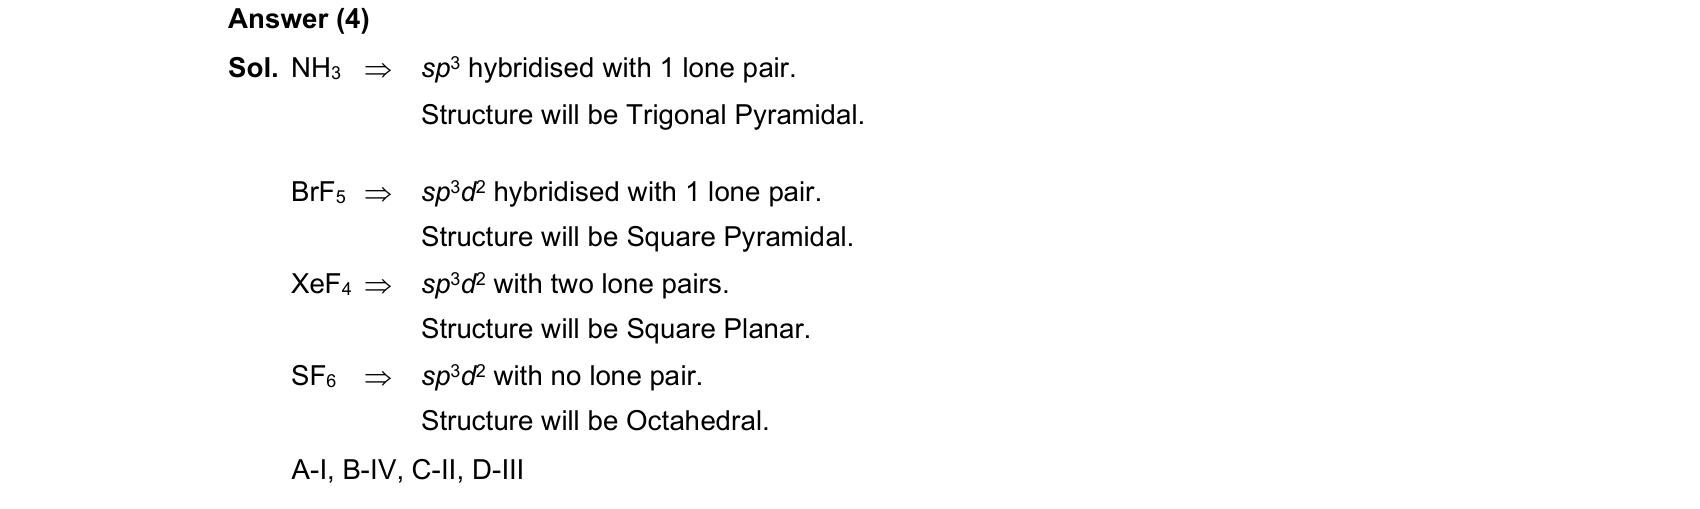 Answer (4)
Sol. NH₃ ⇒ sp³ hybridised with 1 lone pair.
Structure will be Trigonal Pyramidal.
BrF₅ ⇒ sp³d² hybridised with 1 lone pair.
Structure will be Square Pyramidal.
XeF₄ ⇒ sp³d² with two lone pairs.
Structure will be Square Planar.
SF₆ ⇒ sp³d² with no lone pair.
Structure will be Octahedral.
A-I, B-IV, C-II, D-III